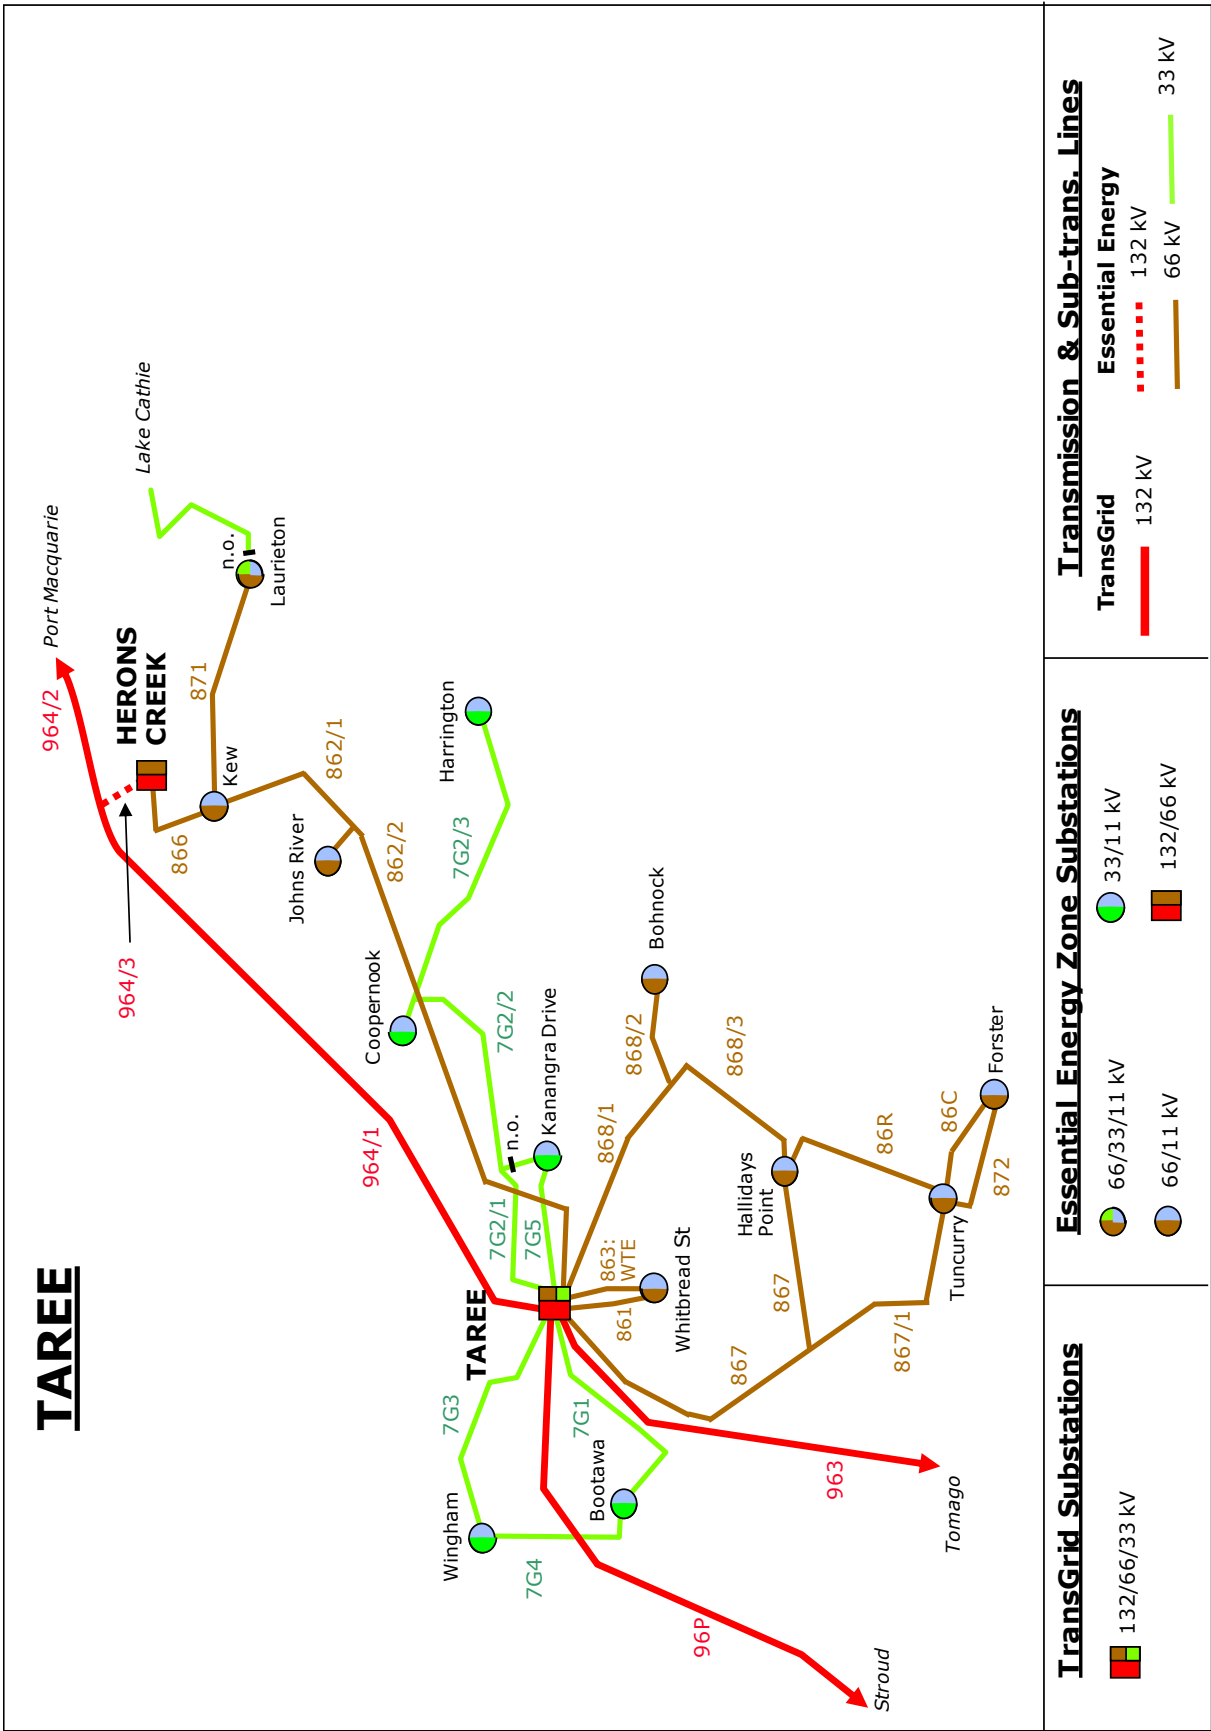 TAREE
Stroud
96P
Wingham
7G4
7G3
Bootawa
7G1
963
Tomago
TAREE
964/1
964/3
964/2
Port Macquarie
HERONS
CREEK
866
Kew
871
n.o.
Laurieton
Lake Cathie
862/1
Johns River
862/2
Coopernook
7G2/3
Harrington
7G2/2
7G2/1
7G5
n.o.
Kanangra Drive
863:
WTE
861
Whitbread St
868/1
868/2
Bohnock
868/3
Hallidays
Point
867
867
867/1
86R
Tuncurry
86C
872
Forster
TransGrid Substations
132/66/33 kV
Essential Energy Zone Substations
66/33/11 kV
33/11 kV
66/11 kV
132/66 kV
Transmission & Sub-trans. Lines
TransGrid
Essential Energy
132 kV
132 kV
66 kV
33 kV